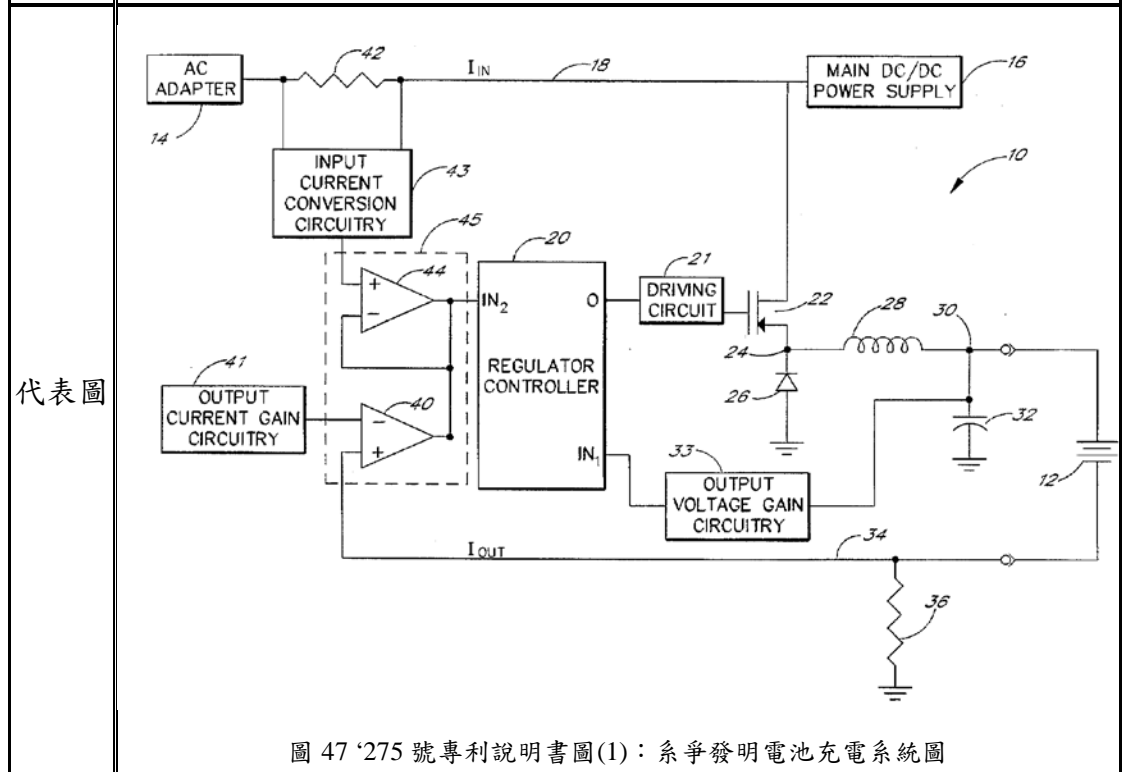 代表圖
AC
ADAPTER
14
42
I IN
18
MAIN DC/DC
POWER SUPPLY
16
10
INPUT
CURRENT
CONVERSION
CIRCUITRY
43
45
44
+
−
IN2
20
O
REGULATOR
CONTROLLER
IN1
21
DRIVING
CIRCUIT
22
24
26
28
30
32
12
41
OUTPUT
CURRENT GAIN
CIRCUITRY
40
−
+
33
OUTPUT
VOLTAGE GAIN
CIRCUITRY
I OUT
34
36
圖 47 ‘275 號專利說明書圖(1)：系爭發明電池充電系統圖